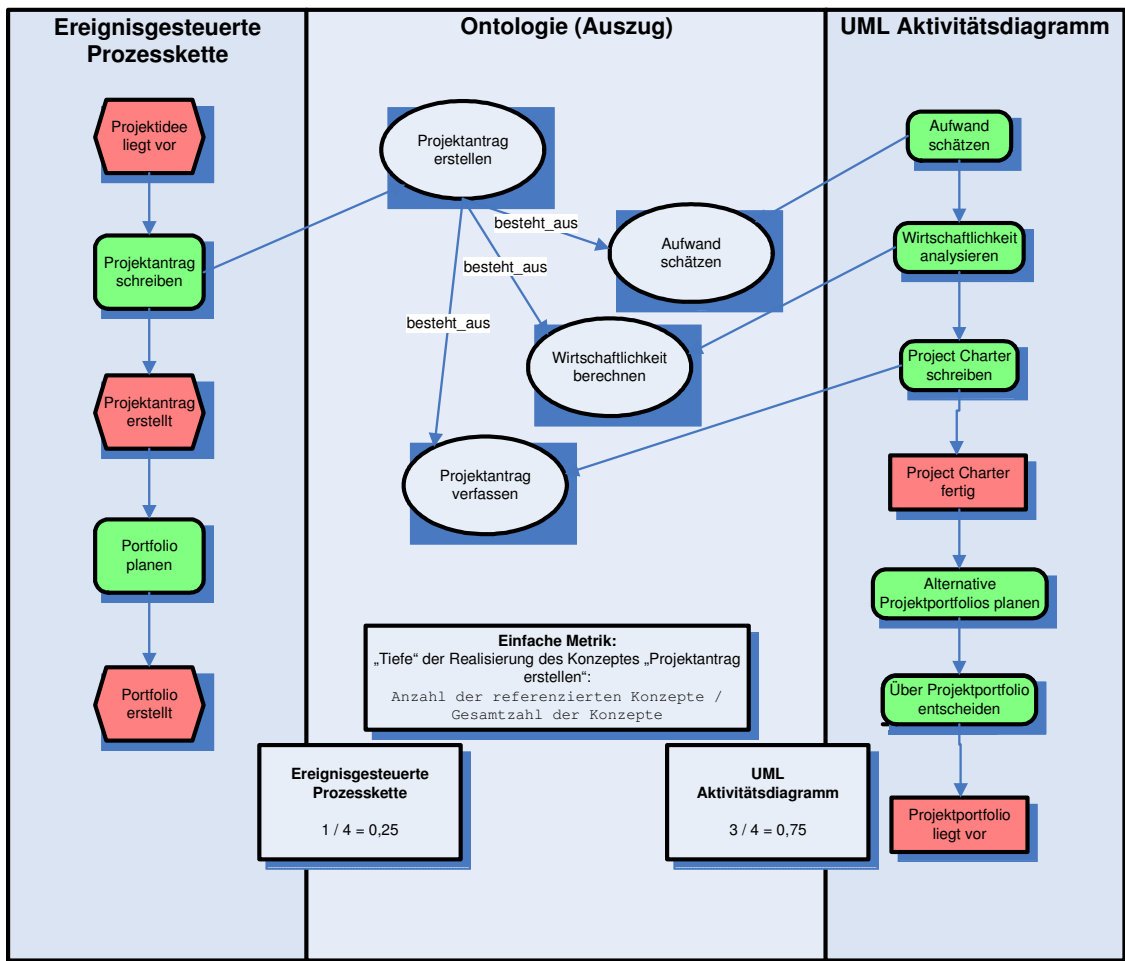 Ereignisgesteuerte
Prozesskette
Projektidee
liegt vor
Projektantrag
schreiben
Projektantrag
erstellt
Portfolio
planen
Portfolio
erstellt
Ontologie (Auszug)
Projektantrag
erstellen
besteht_aus
besteht_aus
besteht_aus
Aufwand
schätzen
Wirtschaftlichkeit
berechnen
Projektantrag
verfassen
Einfache Metrik:
„Tiefe“ der Realisierung des Konzeptes „Projektantrag
erstellen“:
Anzahl der referenzierten Konzepte /
Gesamtzahl der Konzepte
Ereignisgesteuerte
Prozesskette
1 / 4 = 0,25
UML
Aktivitätsdiagramm
3 / 4 = 0,75
UML Aktivitätsdiagramm
Aufwand
schätzen
Wirtschaftlichkeit
analysieren
Project Charter
schreiben
Project Charter
fertig
Alternative
Projektportfolios planen
Über Projektportfolio
entscheiden
Projektportfolio
liegt vor